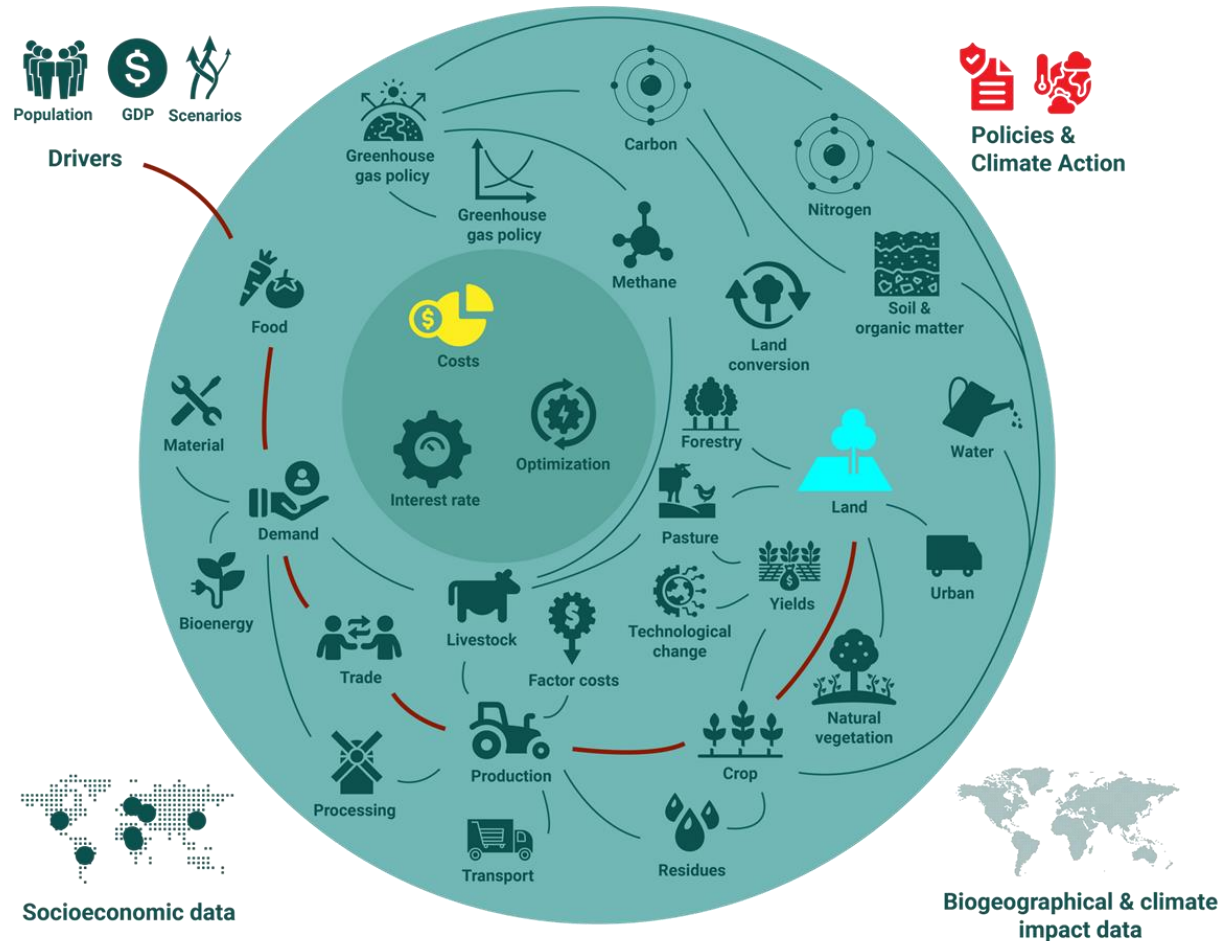 Population
GDP
Scenarios
Drivers
Policies &
Climate Action
Greenhouse
gas policy
Greenhouse
gas policy
Carbon
Nitrogen
Methane
Soil &
organic matter
Land
conversion
Food
Costs
Material
Forestry
Water
Interest rate
Optimization
Land
Demand
Pasture
Bioenergy
Livestock
Technological
change
Yields
Urban
Trade
Factor costs
Natural
vegetation
Production
Crop
Processing
Transport
Residues
Socioeconomic data
Biogeographical & climate
impact data
$
$
$
$